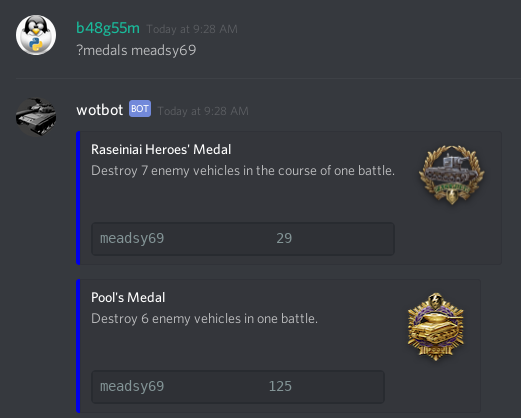 b48g55m Today at 9:28 AM
?medals meadsy69
wotbot BOT Today at 9:28 AM
Raseiniai Heroes' Medal
Destroy 7 enemy vehicles in the course of one battle.
meadsy69 29
Pool's Medal
Destroy 6 enemy vehicles in one battle.
meadsy69 125